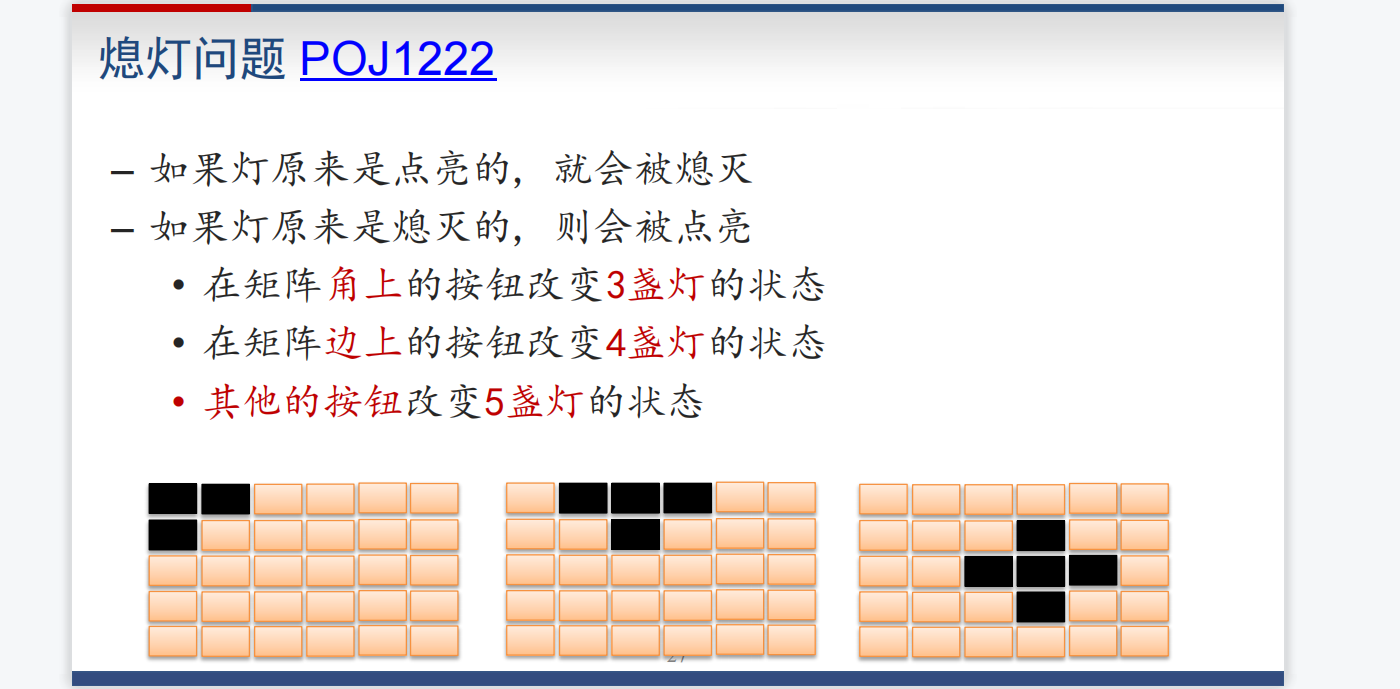 熄灯问题 POJ1222
– 如果灯原来是点亮的，就会被熄灭
– 如果灯原来是熄灭的，则会被点亮
• 在矩阵角上的按钮改变3盏灯的状态
• 在矩阵边上的按钮改变4盏灯的状态
• 其他的按钮改变5盏灯的状态